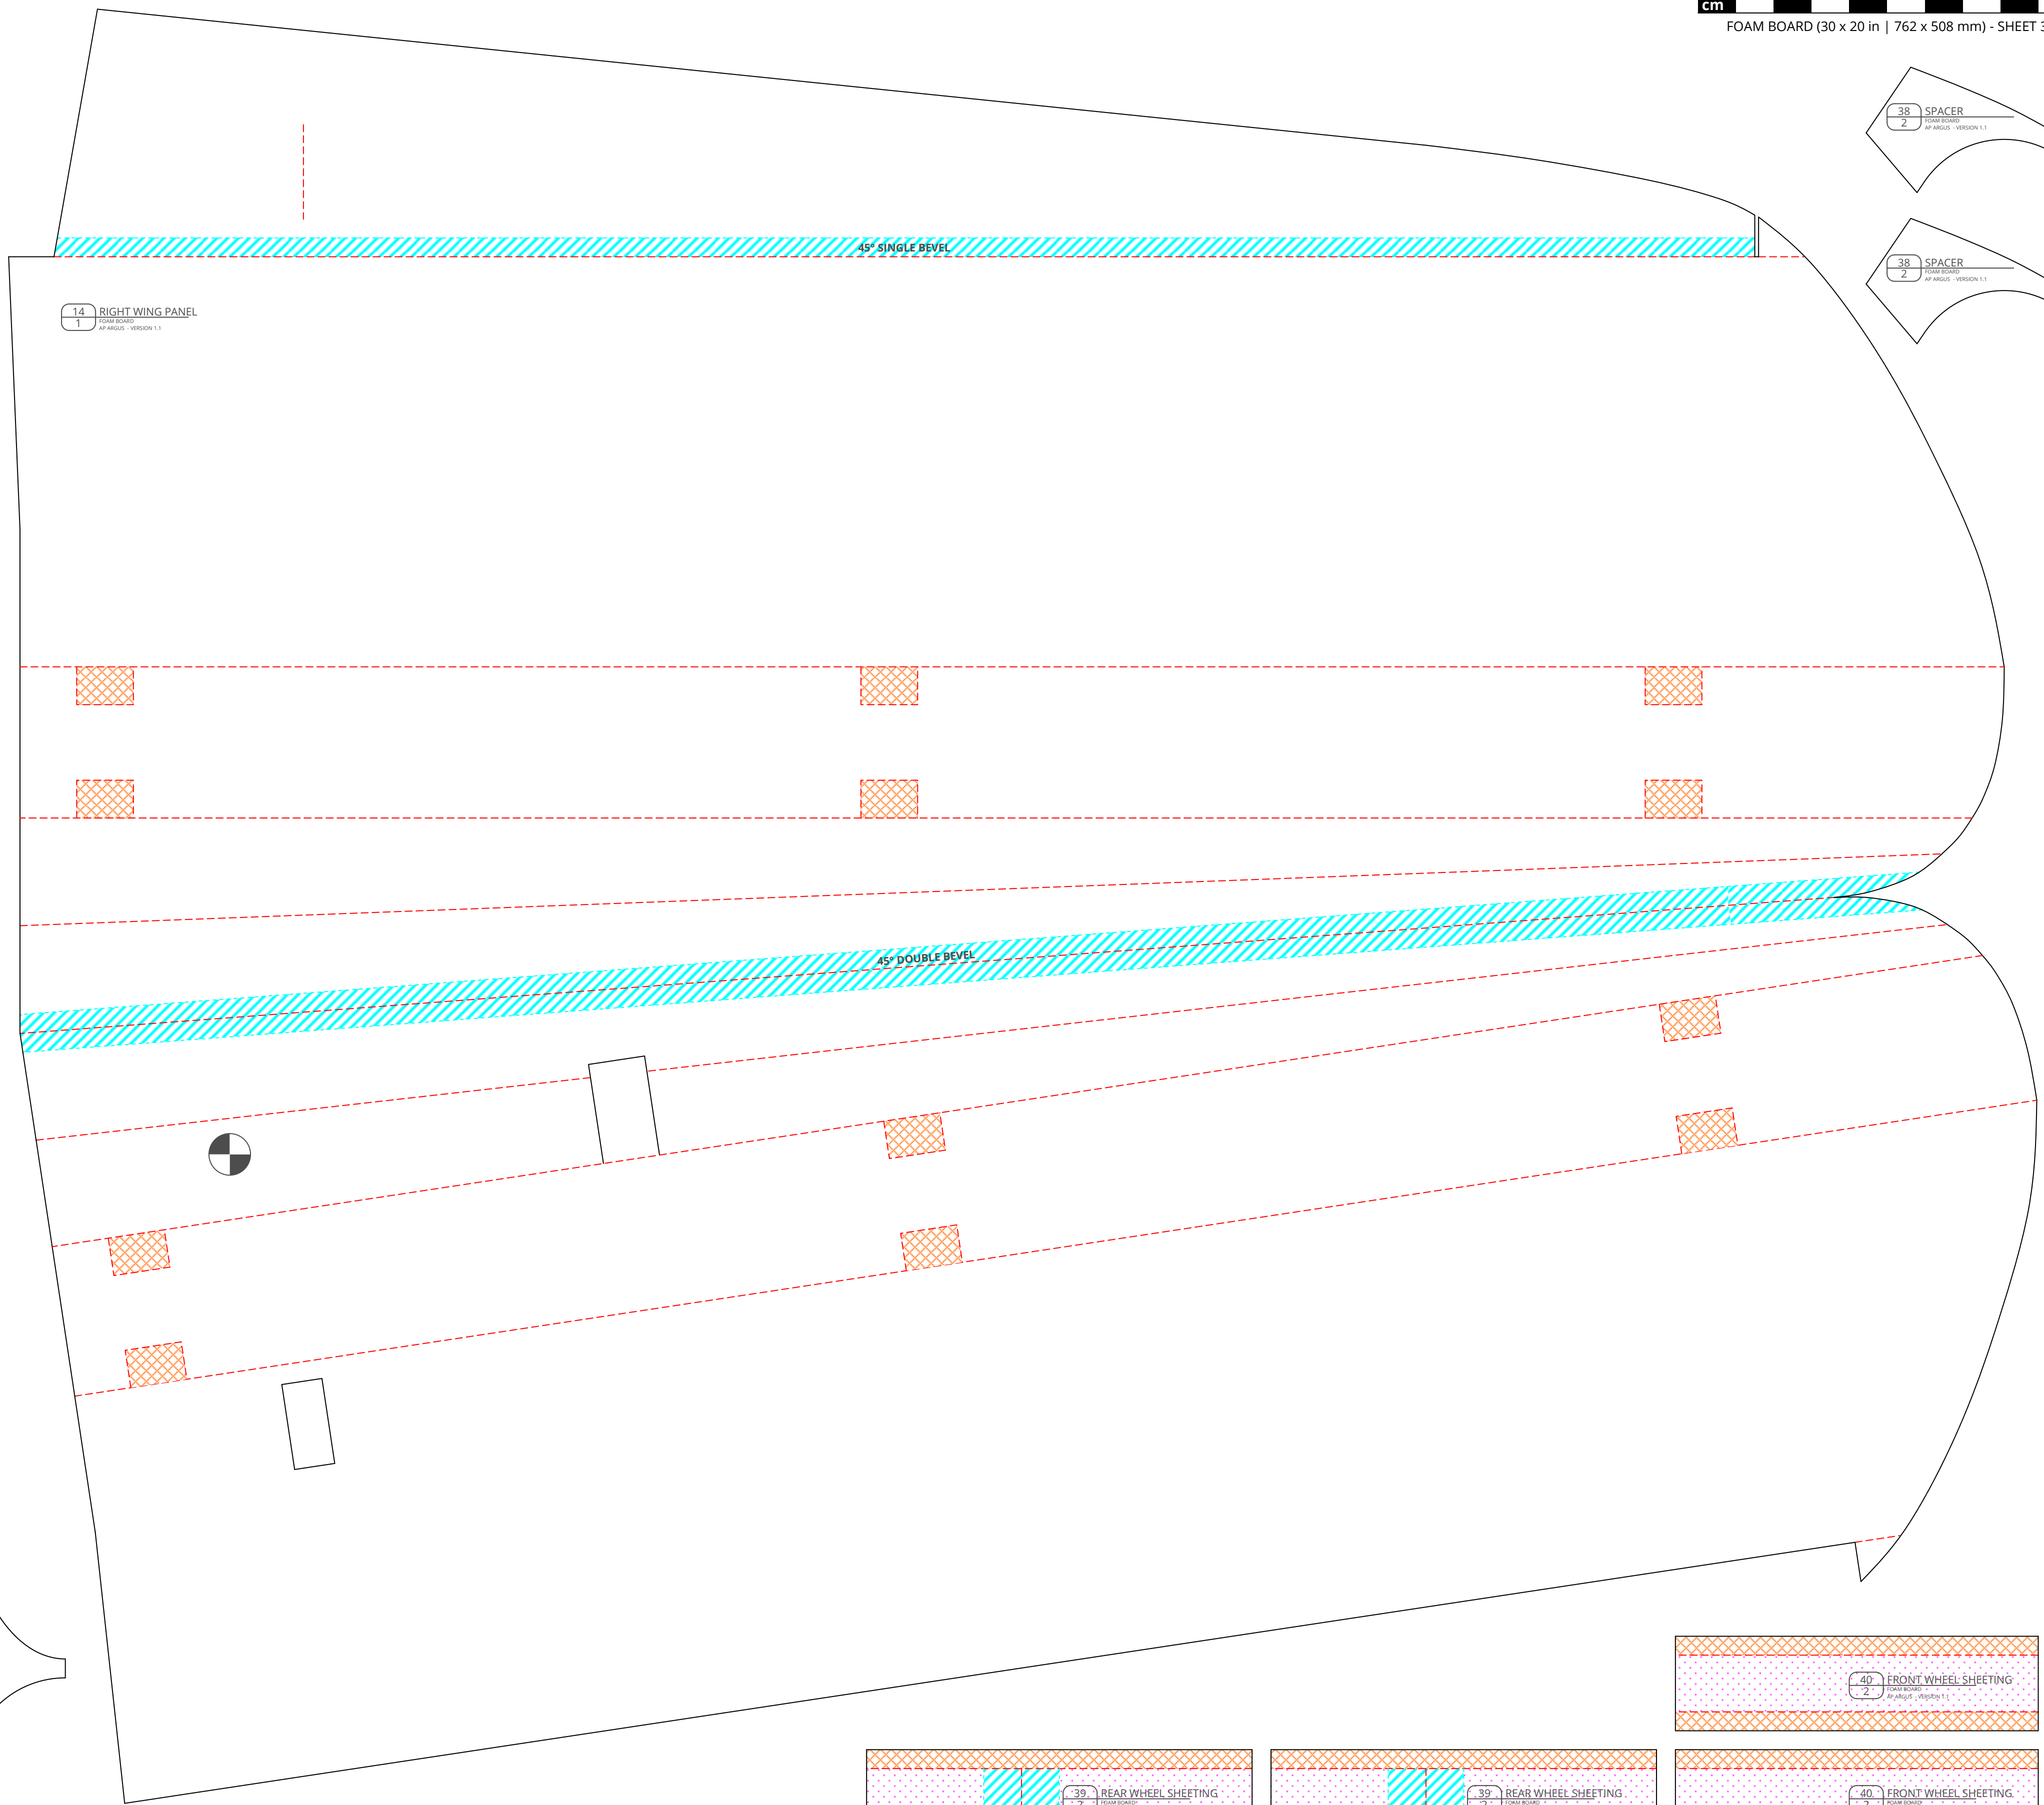 cm
FOAM BOARD (30 x 20 in | 762 x 508 mm) - SHEET 3
38 SPACER
FOAM BOARD
2 AP ARGUS - VERSION 1.1
45° SINGLE BEVEL
38 SPACER
FOAM BOARD
2 AP ARGUS - VERSION 1.1
14 RIGHT WING PANEL
FOAM BOARD
1 AP ARGUS - VERSION 1.1
45° DOUBLE BEVEL
40 FRONT WHEEL SHEETING
FOAM BOARD
2 AP ARGUS - VERSION 1.1
39 REAR WHEEL SHEETING
FOAM BOARD
39 REAR WHEEL SHEETING
FOAM BOARD
40 FRONT WHEEL SHEETING
FOAM BOARD